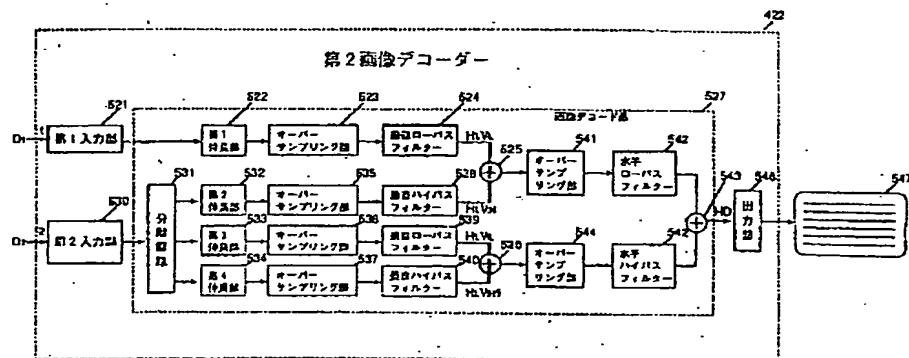 422
第2画像デコーダー
521
522
523
524
527
画像デコード部
D1
1
第1入力部
第1
伸長部
オーバー
サンプリング部
垂直ローパス
フィルター
HLVL
525
541
オーバー
サンプ
リング部
542
水平
ローパス
フィルター
543
546
547
530
531
532
535
528
D2
2
第2入力部
分離部
第2
伸長部
オーバー
サンプリング部
垂直ハイパス
フィルター
HD
出力部
533
536
539
第3
伸長部
オーバー
サンプリング部
垂直ローパス
フィルター
526
544
オーバー
サンプ
リング部
水平
ハイパス
フィルター
534
537
540
第4
伸長部
オーバー
サンプリング部
垂直ハイパス
フィルター